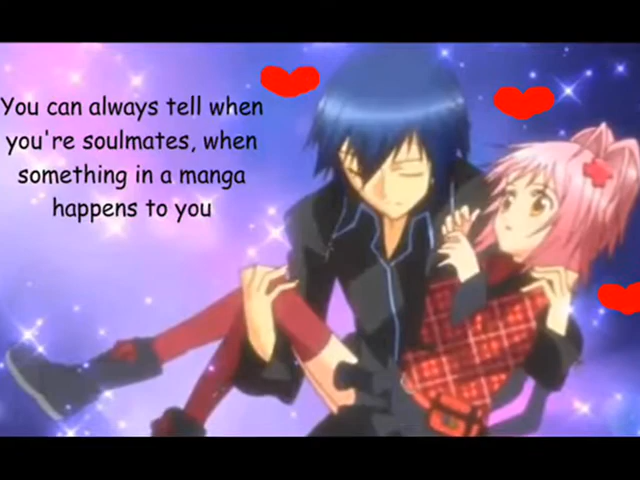 You can always tell when
you're soulmates, when
something in a manga
happens to you